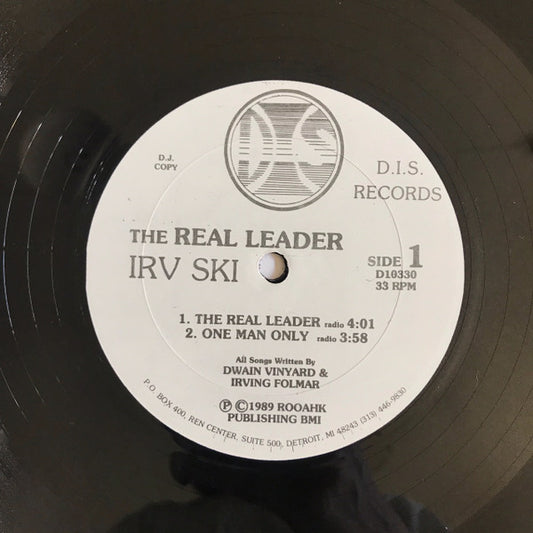 DIS
D.J.
COPY
D.I.S.
RECORDS
THE REAL LEADER
IRV SKI
SIDE 1
D10330
33 RPM
1. THE REAL LEADER radio 4:01
2. ONE MAN ONLY radio 3:58
All Songs Written By
DWAIN VINYARD &
IRVING FOLMAR
Ⓟ ©1989 ROOAHK
PUBLISHING BMI
P.O. BOX 400, REN CENTER, SUITE 500, DETROIT, MI 48243 (313) 446-9830